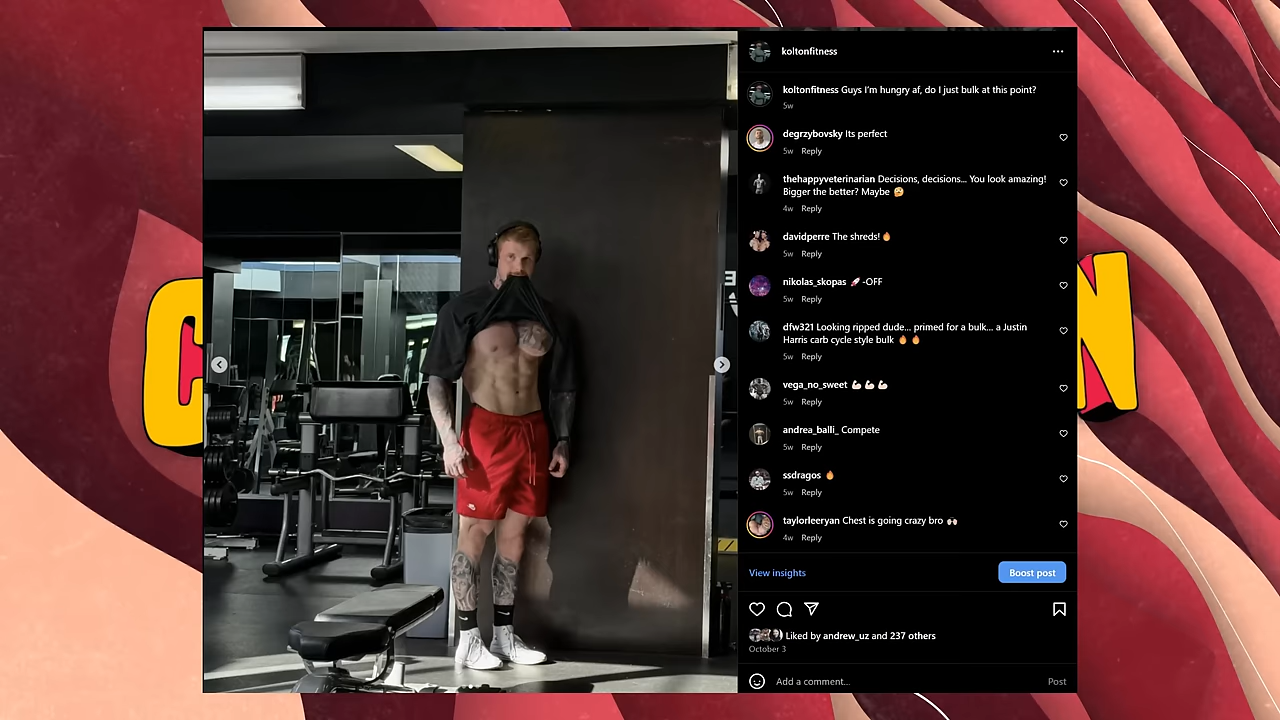 koltonfitness
koltonfitness Guys I'm hungry af, do I just bulk at this point?
5w
degrzybovsky Its perfect
5w Reply
thehappyveterinarian Decisions, decisions... You look amazing!
Bigger the better? Maybe 🤔
4w Reply
davidperre The shreds!🔥
5w Reply
nikolas_skopas 🚀 -OFF
5w Reply
dfw321 Looking ripped dude... primed for a bulk... a Justin
Harris carb cycle style bulk 🔥 🔥
5w Reply
vega_no_sweet 💪🏻 💪🏻 💪🏻
5w Reply
andrea_balli_ Compete
5w Reply
ssdragos 🔥
5w Reply
taylorleeryan Chest is going crazy bro 🙌🏻
4w Reply
View insights
Boost post
Liked by andrew_uz and 237 others
October 3
Add a comment...
Post